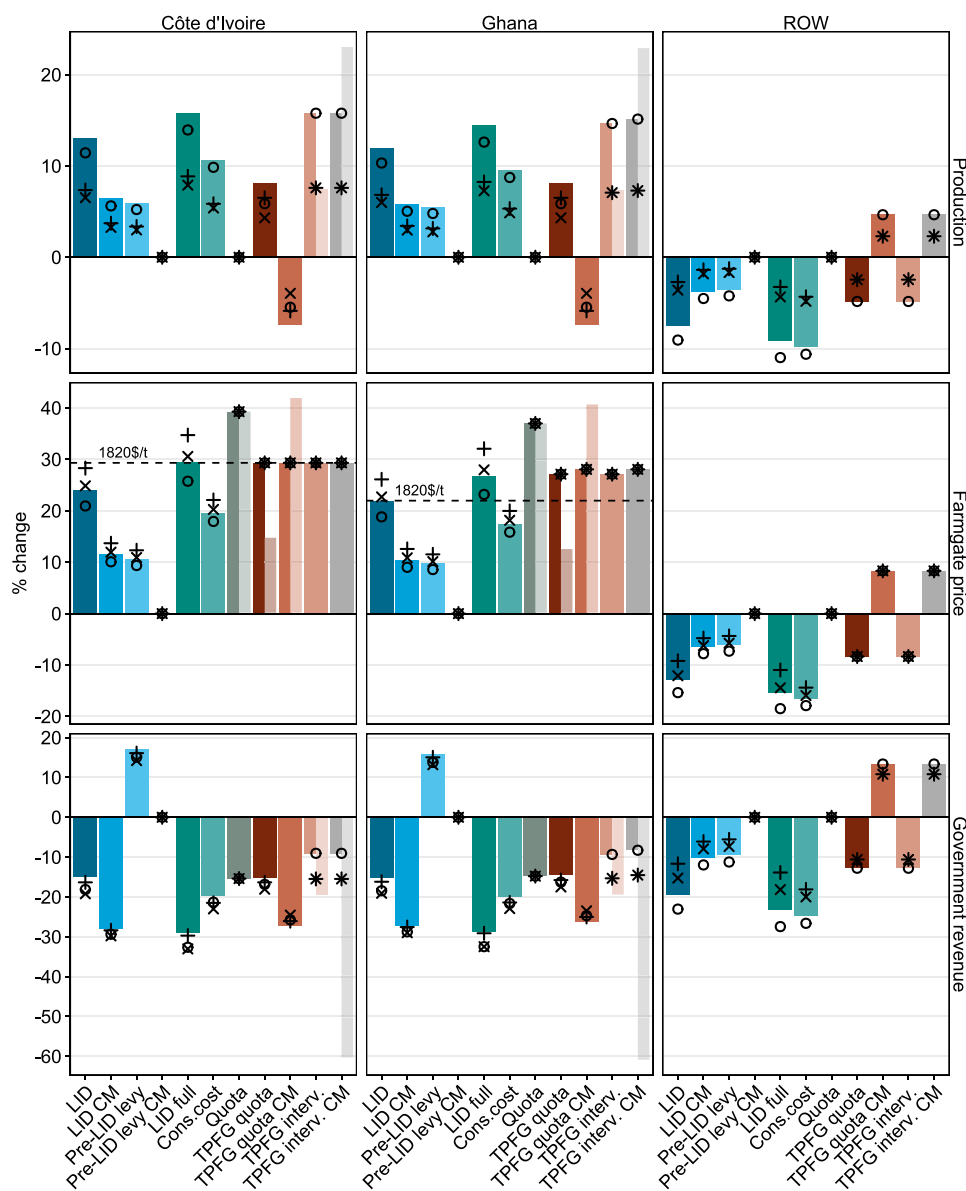 Côte d'Ivoire Ghana ROW
20
10
0
-10
Production
40
30
20
10
0
-10
-20
1820$/t
1820$/t
Farmgate price
% change
20
10
0
-10
-20
-30
-40
-50
-60
Government revenue
LID
LID CM
Pre-LID levy
Pre-LID levy CM
LID full
Cons.cost
Quota
TPFG quota
TPFG quota CM
TPFG interv.
TPFG interv. CM
LID
LID CM
Pre-LID levy
Pre-LID levy CM
LID full
Cons.cost
Quota
TPFG quota
TPFG quota CM
TPFG interv.
TPFG interv. CM
LID
LID CM
Pre-LID levy
Pre-LID levy CM
LID full
Cons.cost
Quota
TPFG quota
TPFG quota CM
TPFG interv.
TPFG interv. CM